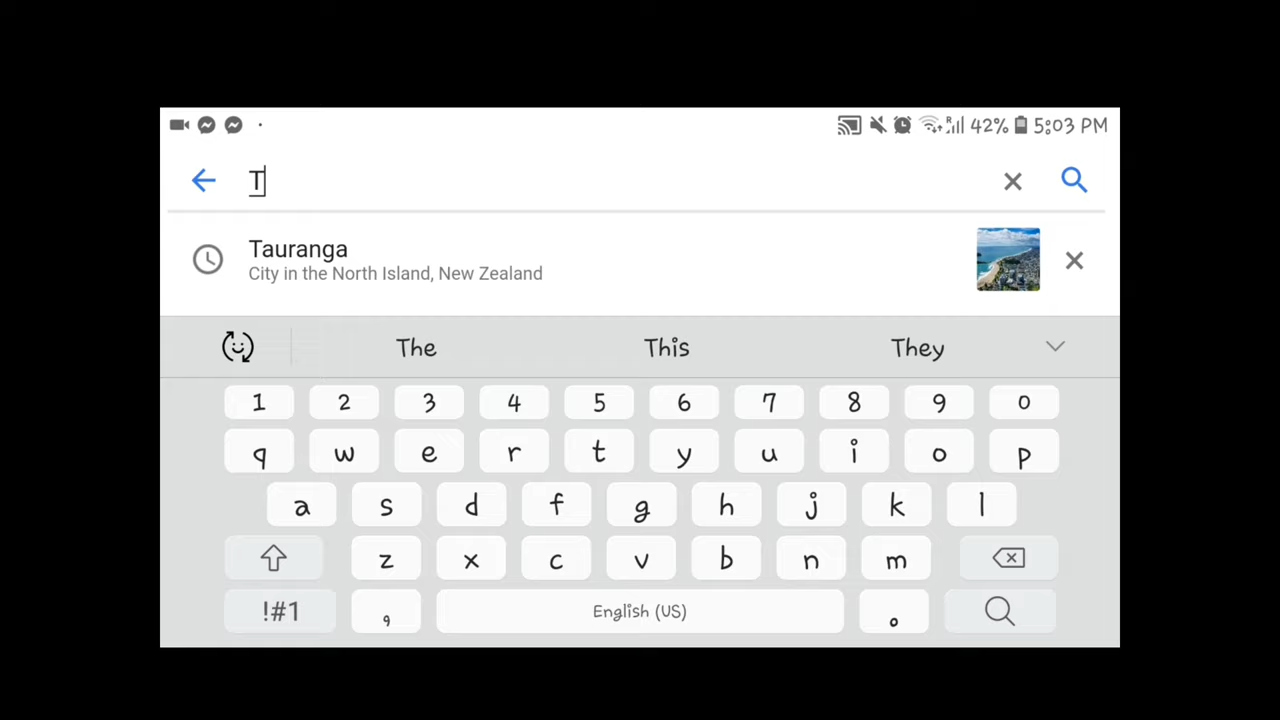 42% 5:03 PM
T
Tauranga
City in the North Island, New Zealand
The This They
1 2 3 4 5 6 7 8 9 0
q w e r t y u i o p
a s d f g h j k l
z x c v b n m
!#1 , English (US) .